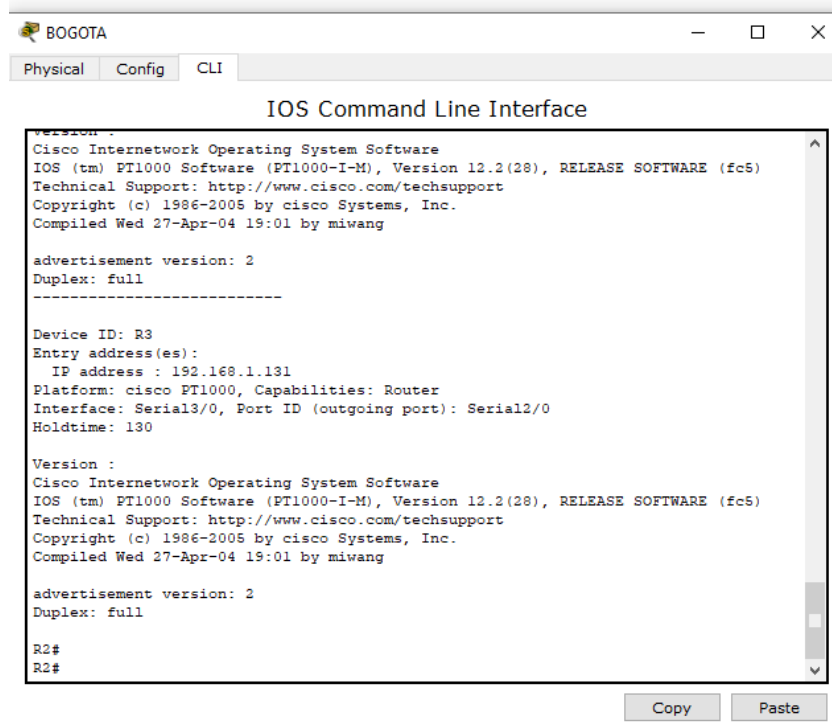 BOGOTA
Physical Config CLI
IOS Command Line Interface
version :
Cisco Internetwork Operating System Software
IOS (tm) PT1000 Software (PT1000-I-M), Version 12.2(28), RELEASE SOFTWARE (fc5)
Technical Support: http://www.cisco.com/techsupport
Copyright (c) 1986-2005 by cisco Systems, Inc.
Compiled Wed 27-Apr-04 19:01 by miwang
advertisement version: 2
Duplex: full
---------------------------
Device ID: R3
Entry address(es):
IP address : 192.168.1.131
Platform: cisco PT1000, Capabilities: Router
Interface: Serial3/0, Port ID (outgoing port): Serial2/0
Holdtime: 130
Version :
Cisco Internetwork Operating System Software
IOS (tm) PT1000 Software (PT1000-I-M), Version 12.2(28), RELEASE SOFTWARE (fc5)
Technical Support: http://www.cisco.com/techsupport
Copyright (c) 1986-2005 by cisco Systems, Inc.
Compiled Wed 27-Apr-04 19:01 by miwang
advertisement version: 2
Duplex: full
R2#
R2#
Copy Paste